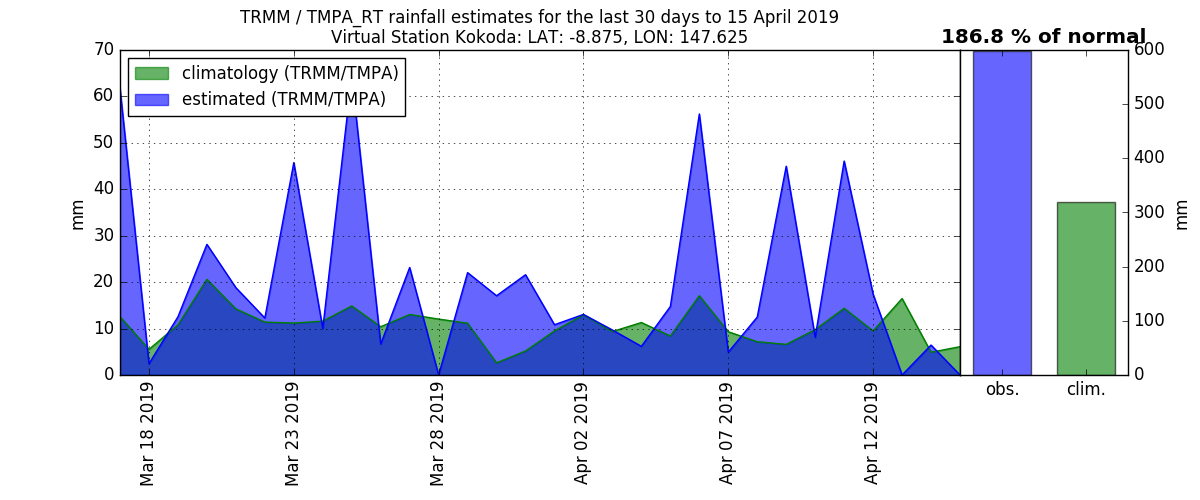 TRMM / TMPA_RT rainfall estimates for the last 30 days to 15 April 2019
Virtual Station Kokoda: LAT: -8.875, LON: 147.625
186.8 % of normal
climatology (TRMM/TMPA)
estimated (TRMM/TMPA)
mm
70
60
50
40
30
20
10
0
Mar 18 2019
Mar 23 2019
Mar 28 2019
Apr 02 2019
Apr 07 2019
Apr 12 2019
obs.
clim.
600
500
400
300
200
100
0
mm